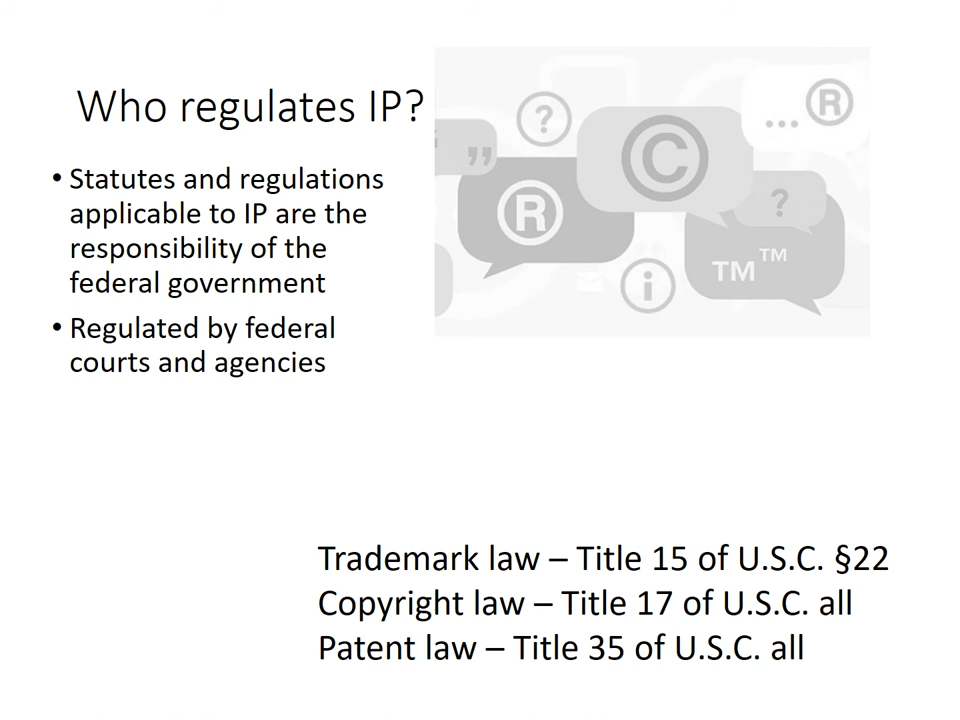 Who regulates IP?
• Statutes and regulations
applicable to IP are the
responsibility of the
federal government
• Regulated by federal
courts and agencies
?
”
®
©
... ®
?
TM TM
i
Trademark law – Title 15 of U.S.C. §22
Copyright law – Title 17 of U.S.C. all
Patent law – Title 35 of U.S.C. all